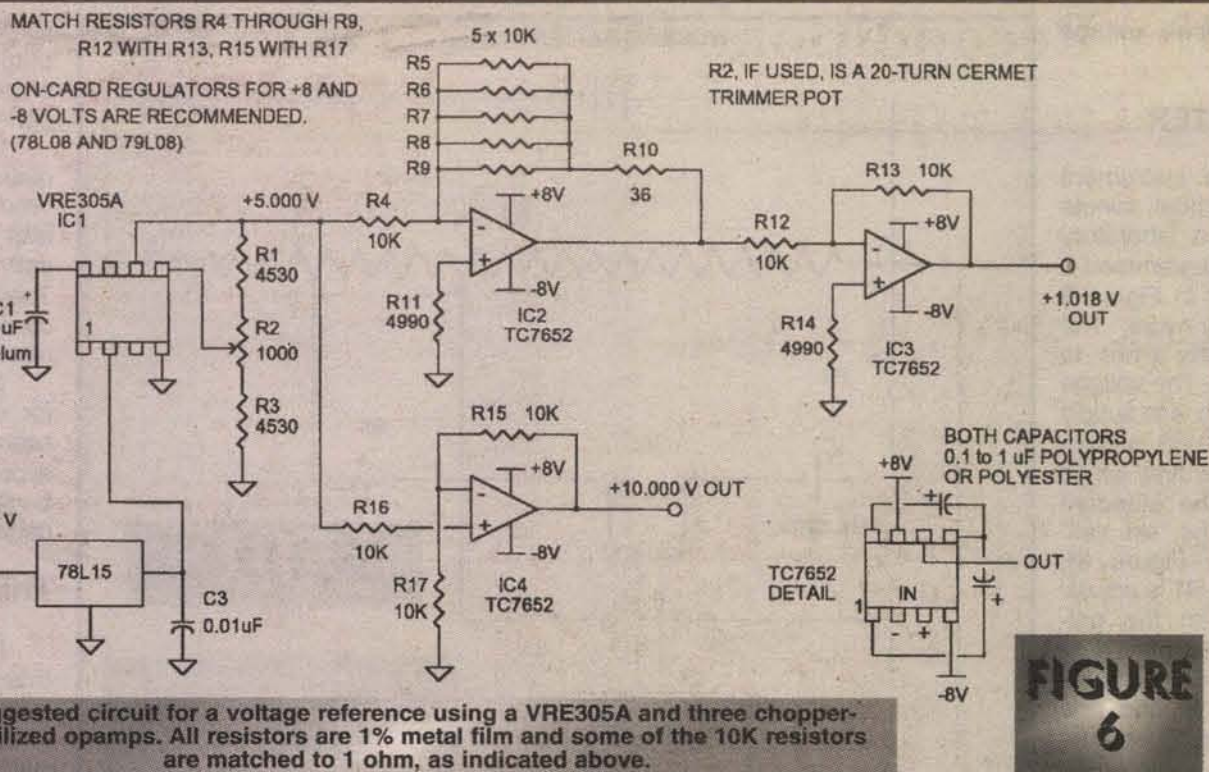 MATCH RESISTORS R4 THROUGH R9,
R12 WITH R13, R15 WITH R17
ON-CARD REGULATORS FOR +8 AND
-8 VOLTS ARE RECOMMENDED.
(78L08 AND 79L08)
5 x 10K
R5
R6
R7
R8
R9
R2, IF USED, IS A 20-TURN CERMET
TRIMMER POT
VRE305A
IC1
+5.000 V
R4
10K
R10
36
+8V
-
+
-8V
IC2
TC7652
R11
4990
R12
10K
R13 10K
+8V
-
+
-8V
IC3
TC7652
R14
4990
+1.018 V
OUT
1
R1
4530
R2
1000
R3
4530
C1
uF
R15 10K
+8V
-
+
-8V
IC4
TC7652
+10.000 V OUT
R16
10K
R17
10K
V
78L15
C3
0.01uF
BOTH CAPACITORS
0.1 to 1 uF POLYPROPYLENE
OR POLYESTER
+8V
+
OUT
TC7652
DETAIL
1
IN
- +
+
-8V
FIGURE
6
ggested circuit for a voltage reference using a VRE305A and three chopper-
ilized opamps. All resistors are 1% metal film and some of the 10K resistors
are matched to 1 ohm, as indicated above.